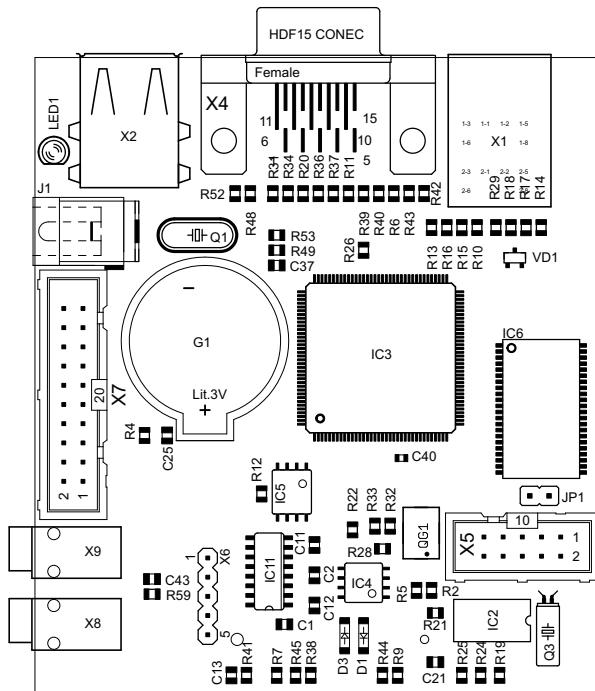 HDF15 CONEC
Female
LED1
X2
X4
11
15
6
10
5
1-3 1-1 1-2 1-5
1-6 X1 1-8
2-3 2-1 1-2 2-5
2-6
R31
R34
R20
R36
R37
R11
R29
R18
R17
R14
J1
R52
R48
R42
R39
R40
R6
R43
Q1
R53
R49
C37
R26
R13
R16
R15
R10
VD1
-
G1
Lit.3V
+
IC3
IC6
20
X7
2 1
R4
C25
C40
R12
IC5
JP1
R22
R33
R32
QG1
10
X5
1
2
X9
1
X6
5
IC11
C11
R28
C2
IC4
C43
R59
C12
R5
R2
X8
C1
R21
IC2
Q3
D3
D1
C13
R41
R7
R45
R38
R44
R9
C21
R25
R24
R19